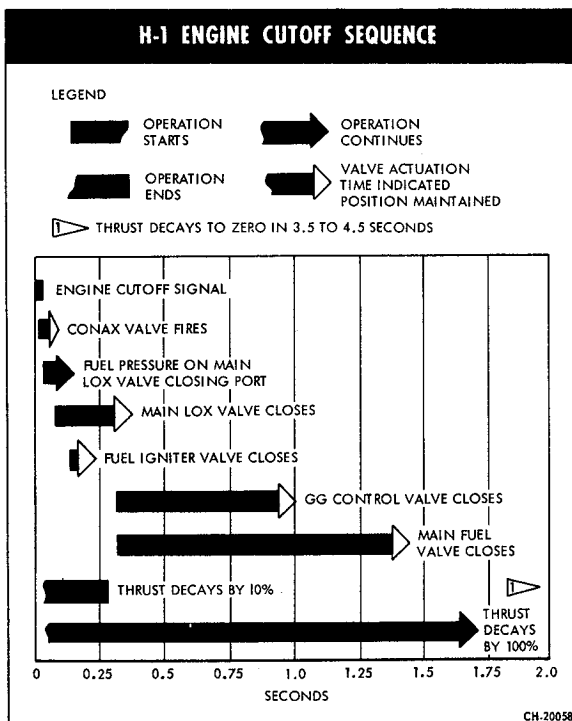 H-1 ENGINE CUTOFF SEQUENCE
LEGEND
OPERATION
STARTS
OPERATION
CONTINUES
OPERATION
ENDS
VALVE ACTUATION
TIME INDICATED
POSITION MAINTAINED
1 THRUST DECAYS TO ZERO IN 3.5 TO 4.5 SECONDS
ENGINE CUTOFF SIGNAL
CONAX VALVE FIRES
FUEL PRESSURE ON MAIN
LOX VALVE CLOSING PORT
MAIN LOX VALVE CLOSES
FUEL IGNITER VALVE CLOSES
GG CONTROL VALVE CLOSES
MAIN FUEL
VALVE CLOSES
THRUST DECAYS BY 10%
1
THRUST
DECAYS
BY 100%
0 0.25 0.75 1.0 1.25 1.5 1.75 2.0
SECONDS
CH-20058